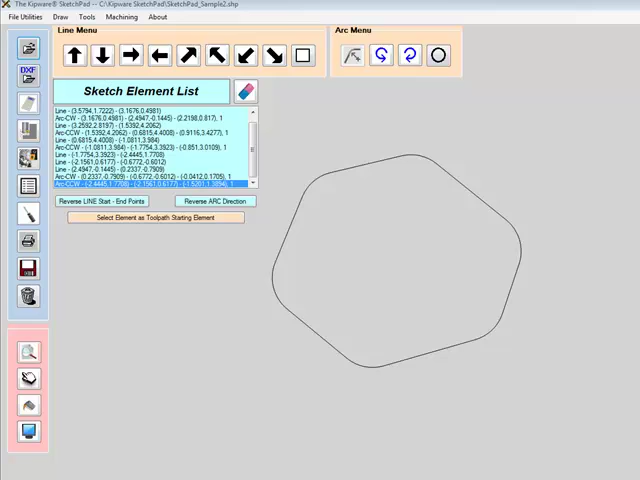 The Kipware® SketchPad -- C:\Kipware SketchPad\SketchPad_Sample2.shp
File Utilities Draw Tools Machining About
Line Menu
Arc Menu
DXF
Sketch Element List
Line - (3.5794,1.7222) - (3.1676,0.4981)
Arc-CW - (3.1676,0.4981) - (2.4947,-0.1445) - (2.2198,0.817), 1
Line - (3.2592,2.8197) - (1.5392,4.2062)
Arc-CCW - (1.5392,4.2062) - (0.6815,4.4008) - (0.9116,3.4277), 1
Line - (0.6815,4.4008) - (-1.0811,3.984)
Arc-CCW - (-1.0811,3.984) - (-1.7754,3.3923) - (-0.851,3.0109), 1
Line - (-1.7754,3.3923) - (-2.4445,1.7708)
Line - (-2.1561,0.6177) - (-0.6772,-0.6012)
Line - (2.4947,-0.1445) - (0.2337,-0.7909)
Arc-CW - (0.2337,-0.7909) - (-0.6772,-0.6012) - (-0.0412,0.1705), 1
Arc-CCW - (-2.4445,1.7708) - (-2.1561,0.6177) - (-1.5201,1.3894), 1
Reverse LINE Start - End Points
Reverse ARC Direction
Select Element as Toolpath Starting Element